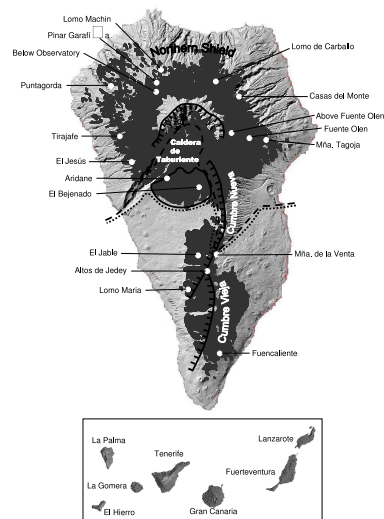 Lomo Machin
Pinar Garafí a
Below Observatory
Puntagorda
Tirajafe
El Jesús
Aridane
El Bejenado
El Jable
Altos de Jedey
Lomo Maria
Northern Shield
Caldera
de
Taburiente
Cumbre Nueva
Cumbre Vieja
Lomo de Carballo
Casas del Monte
Above Fuente Olen
Fuente Olen
Mña. Tagoja
Mña. de la Venta
Fuencaliente
La Palma
Tenerife
Lanzarote
La Gomera
Fuerteventura
El Hierro
Gran Canaria